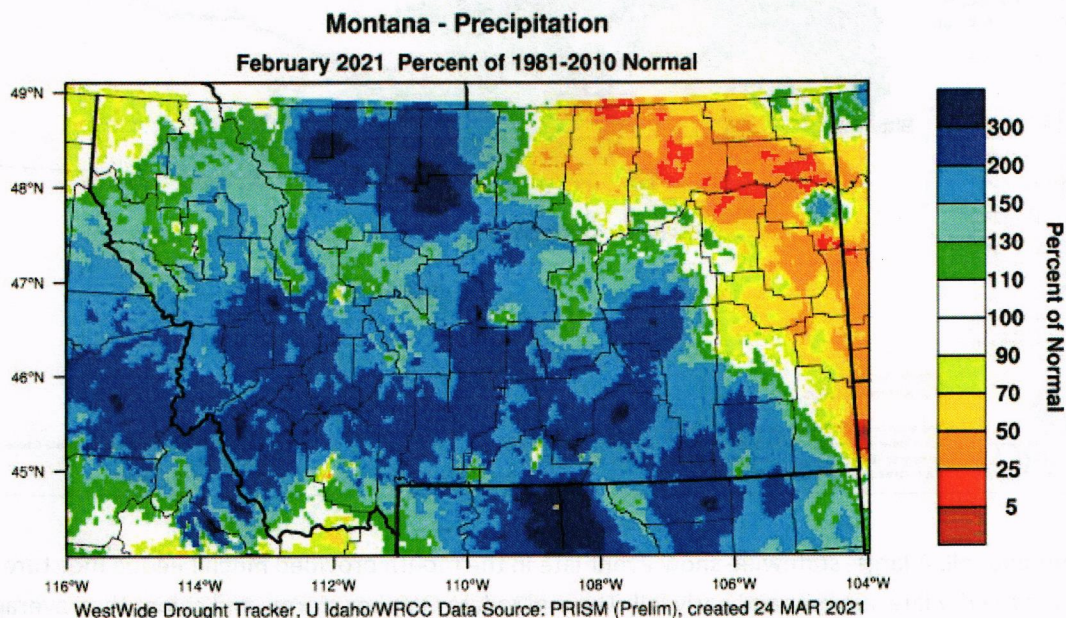 Montana - Precipitation
February 2021 Percent of 1981-2010 Normal
49°N
48°N
47°N
46°N
45°N
116°W
114°W
112°W
110°W
108°W
106°W
104°W
300
200
150
130
110
100
90
70
50
25
5
Percent of Normal
WestWide Drought Tracker, U Idaho/WRCC Data Source: PRISM (Prelim), created 24 MAR 2021